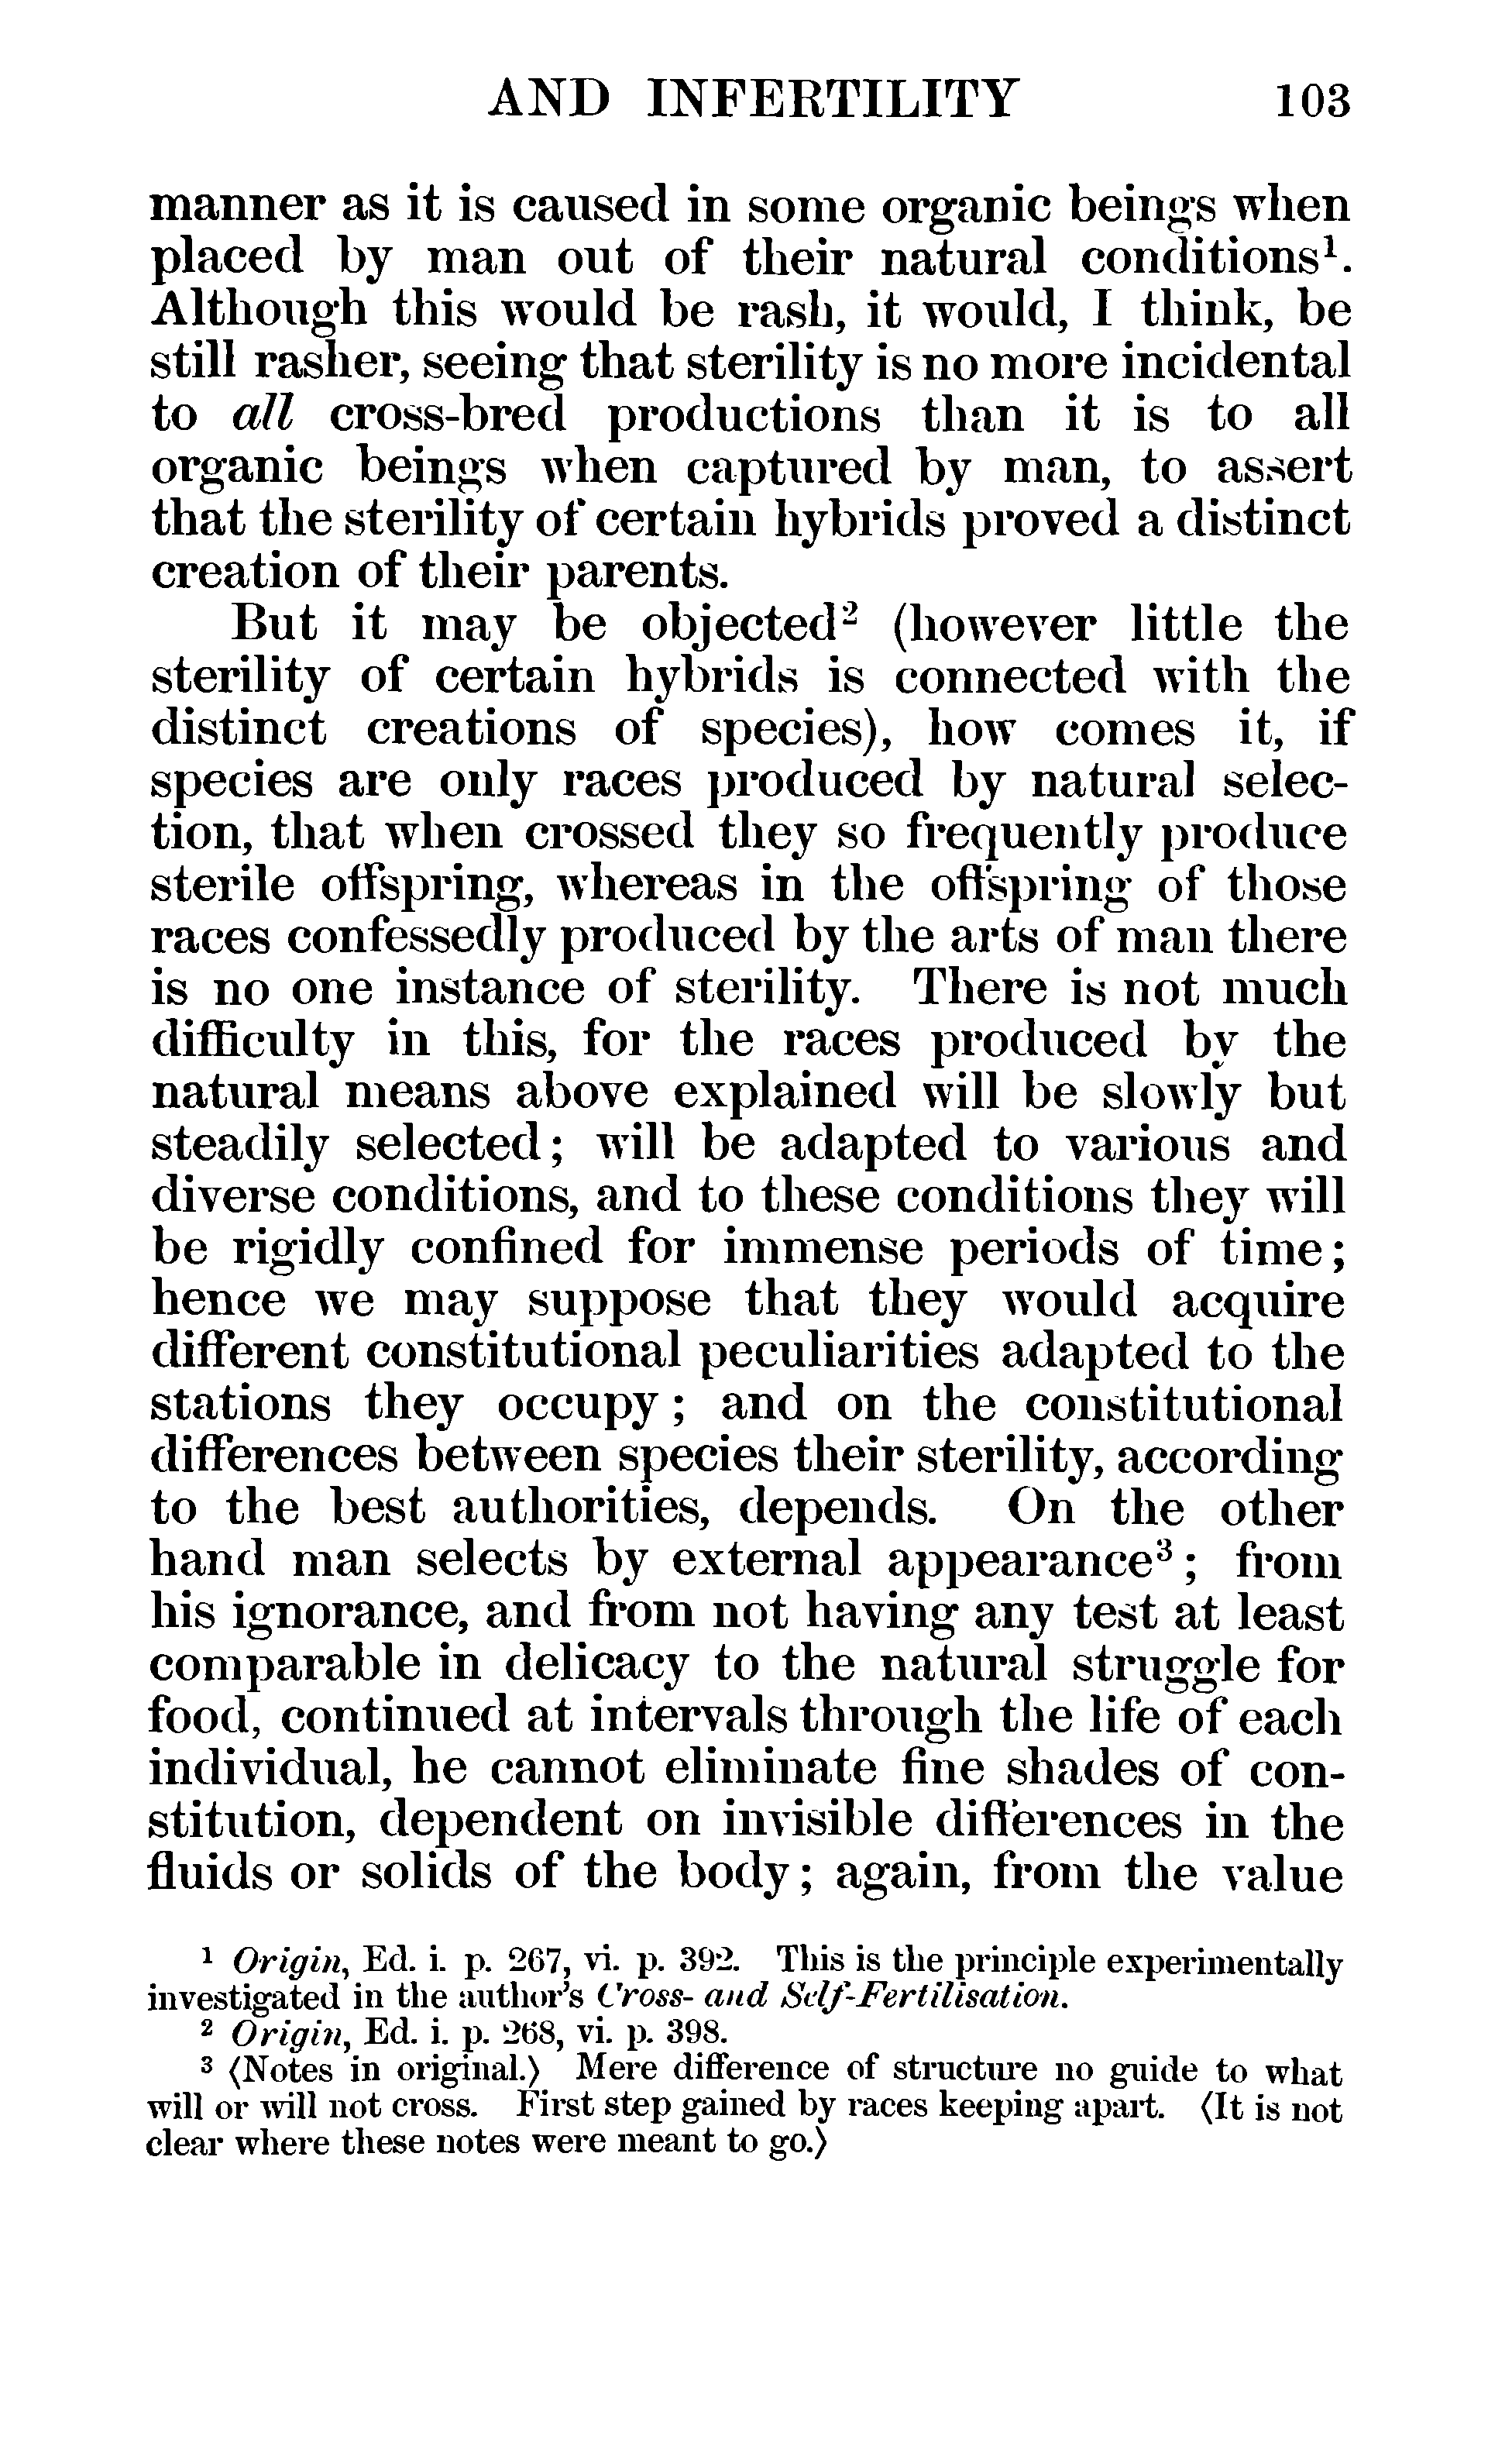 AND INFERTILITY 103
manner as it is caused in some organic beings when
placed by man out of their natural conditions¹.
Although this would be rash, it would, I think, be
still rasher, seeing that sterility is no more incidental
to all cross-bred productions than it is to all
organic beings when captured by man, to assert
that the sterility of certain hybrids proved a distinct
creation of their parents.
But it may be objected² (however little the
sterility of certain hybrids is connected with the
distinct creations of species), how comes it, if
species are only races produced by natural selec-
tion, that when crossed they so frequently produce
sterile offspring, whereas in the offspring of those
races confessedly produced by the arts of man there
is no one instance of sterility. There is not much
difficulty in this, for the races produced by the
natural means above explained will be slowly but
steadily selected; will be adapted to various and
diverse conditions, and to these conditions they will
be rigidly confined for immense periods of time;
hence we may suppose that they would acquire
different constitutional peculiarities adapted to the
stations they occupy; and on the constitutional
differences between species their sterility, according
to the best authorities, depends. On the other
hand man selects by external appearance³; from
his ignorance, and from not having any test at least
comparable in delicacy to the natural struggle for
food, continued at intervals through the life of each
individual, he cannot eliminate fine shades of con-
stitution, dependent on invisible differences in the
fluids or solids of the body; again, from the value
¹ Origin, Ed. i. p. 267, vi. p. 392. This is the principle experimentally
investigated in the author's Cross- and Self-Fertilisation.
² Origin, Ed. i. p. 268, vi. p. 398.
³ ⟨Notes in original.⟩ Mere difference of structure no guide to what
will or will not cross. First step gained by races keeping apart. ⟨It is not
clear where these notes were meant to go.⟩